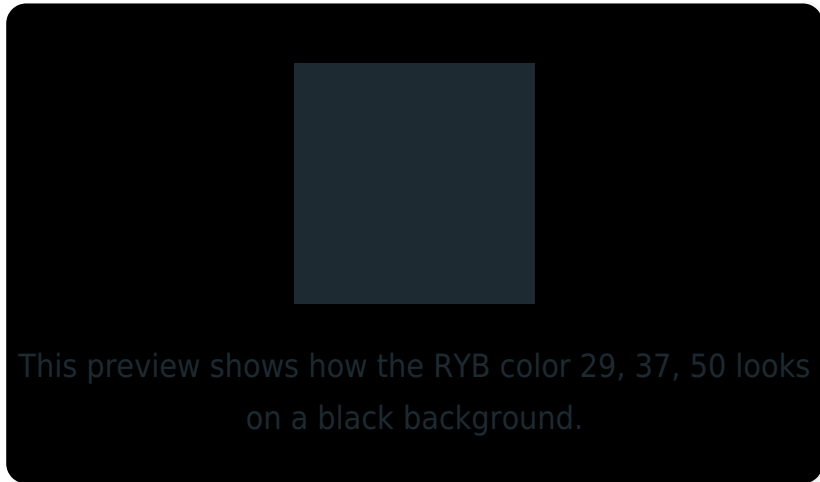 This preview shows how the RYB color 29, 37, 50 looks
on a black background.